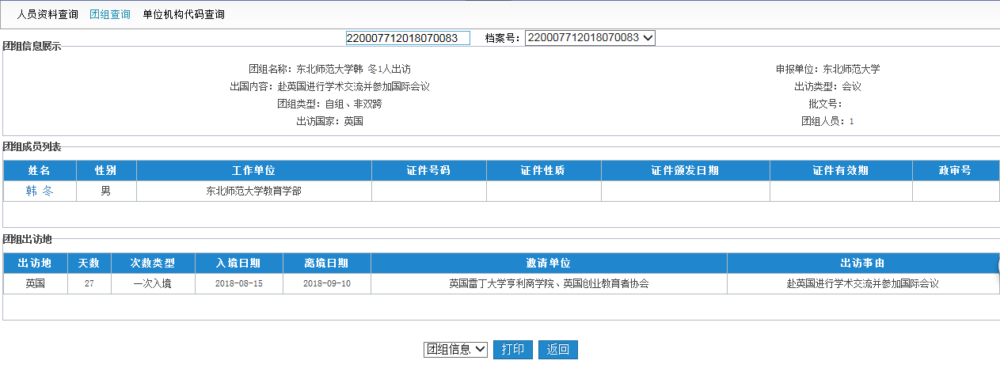 人员资料查询 团组查询 单位机构代码查询
220007712018070083 档案号: 220007712018070083
团组信息展示
团组名称: 东北师范大学韩 冬1人出访 申报单位: 东北师范大学
出国内容: 赴英国进行学术交流并参加国际会议 出访类型: 会议
团组类型: 自组、非双跨 批文号:
出访国家: 英国 团组人员: 1
团组成员列表
姓名 性别 工作单位 证件号码 证件性质 证件颁发日期 证件有效期 政审号
韩 冬 男 东北师范大学教育学部
团组出访地
出访地 天数 次数类型 入境日期 离境日期 邀请单位 出访事由
英国 27 一次入境 2018-08-15 2018-09-10 英国雷丁大学亨利商学院、英国创业教育者协会 赴英国进行学术交流并参加国际会议
团组信息 打印 返回